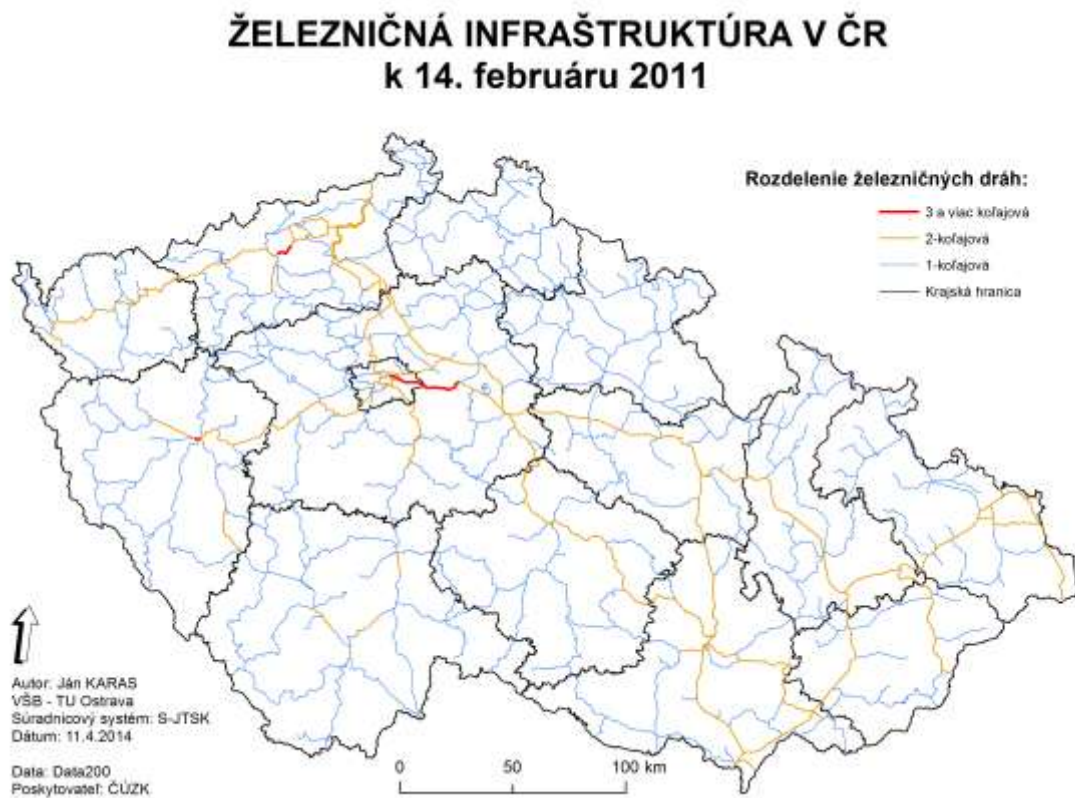 ŽELEZNIČNÁ INFRAŠTRUKTÚRA V ČR
k 14. februáru 2011
Rozdelenie železničných dráh:
3 a viac koľajová
2-koľajová
1-koľajová
Krajská hranica
Autor: Ján KARAS
VŠB - TU Ostrava
Súradnicový systém: S-JTSK
Dátum: 11.4.2014
Data: Data200
Poskytovateľ: ČÚZK
0 50 100 km